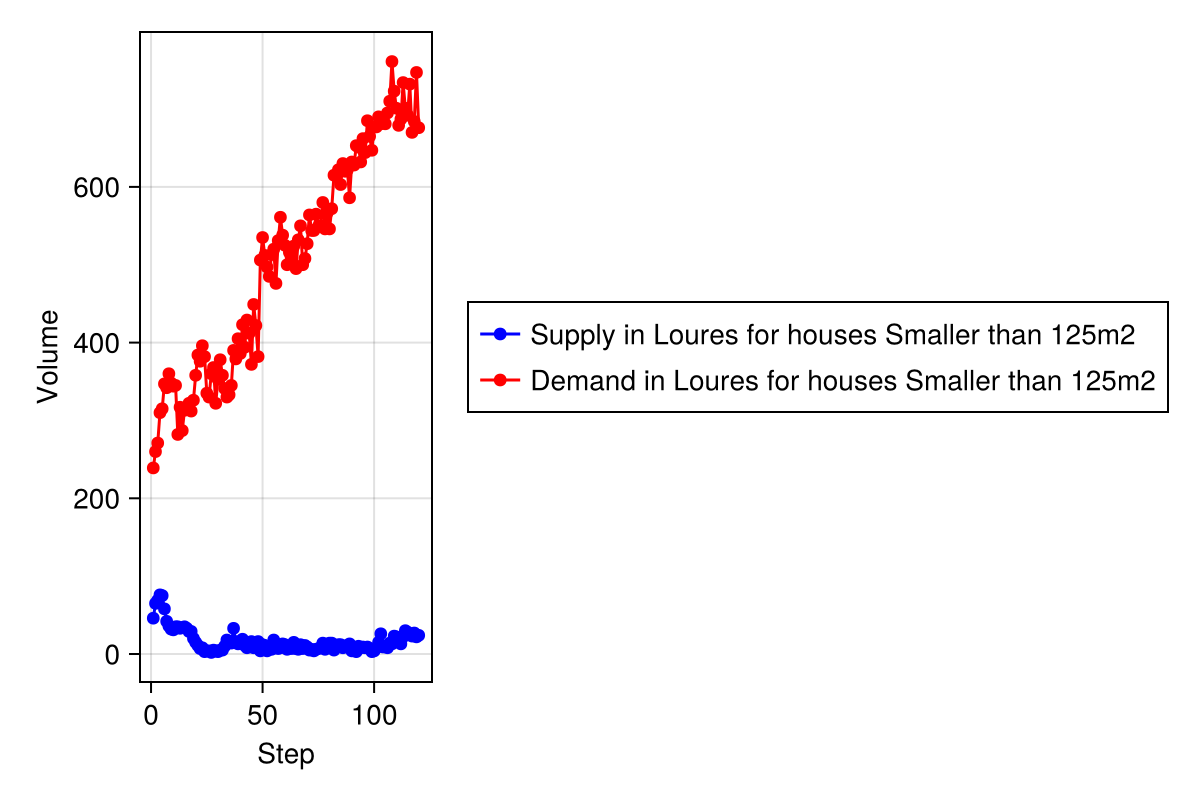 Volume
600
400
200
0
0 50 100
Step
Supply in Loures for houses Smaller than 125m2
Demand in Loures for houses Smaller than 125m2